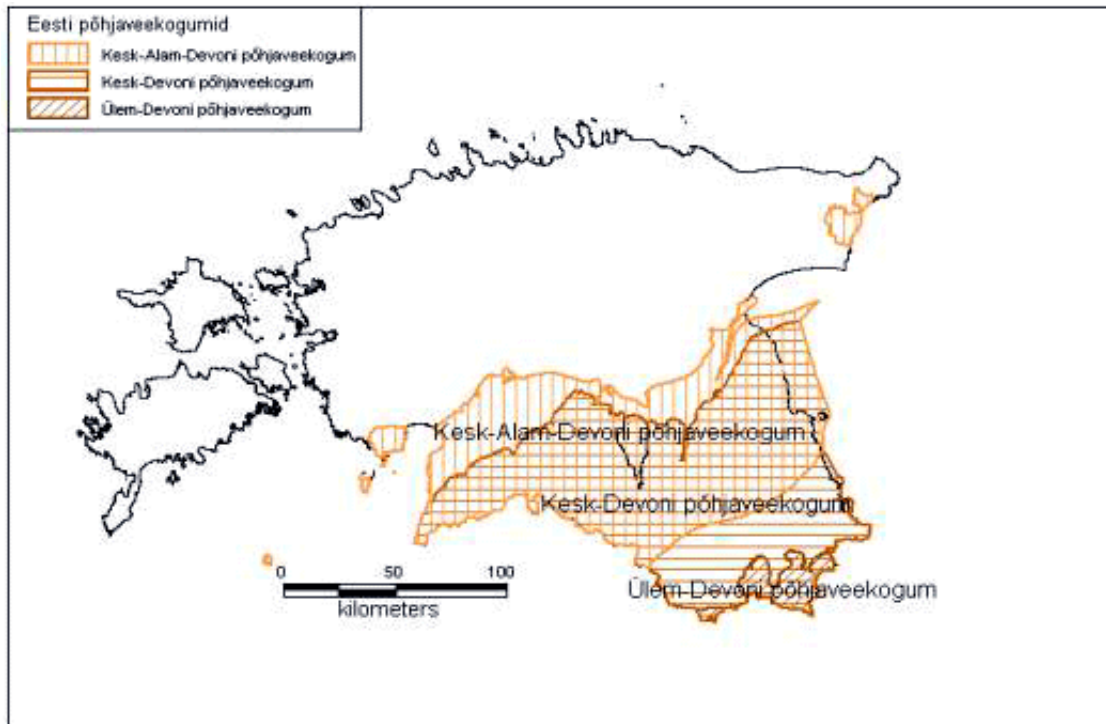 Eesti põhjaveekogumid
Kesk-Alam-Devoni põhjaveekogum
Kesk-Devoni põhjaveekogum
Ülem-Devoni põhjaveekogum
Kesk-Alam-Devoni põhjaveekogum
Kesk-Devoni põhjaveekogum
Ülem-Devoni põhjaveekogum
0 50 100
kilometers